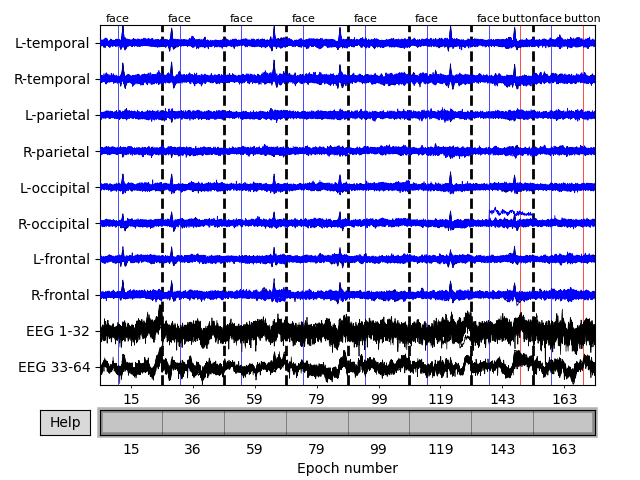 face face face face face face face button face button
L-temporal
R-temporal
L-parietal
R-parietal
L-occipital
R-occipital
L-frontal
R-frontal
EEG 1-32
EEG 33-64
15 36 59 79 99 119 143 163
Help
15 36 59 79 99 119 143 163
Epoch number